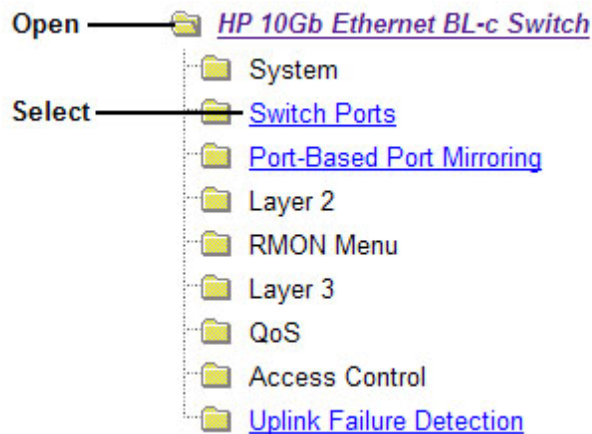 Open HP 10Gb Ethernet BL-c Switch
System
Select Switch Ports
Port-Based Port Mirroring
Layer 2
RMON Menu
Layer 3
QoS
Access Control
Uplink Failure Detection